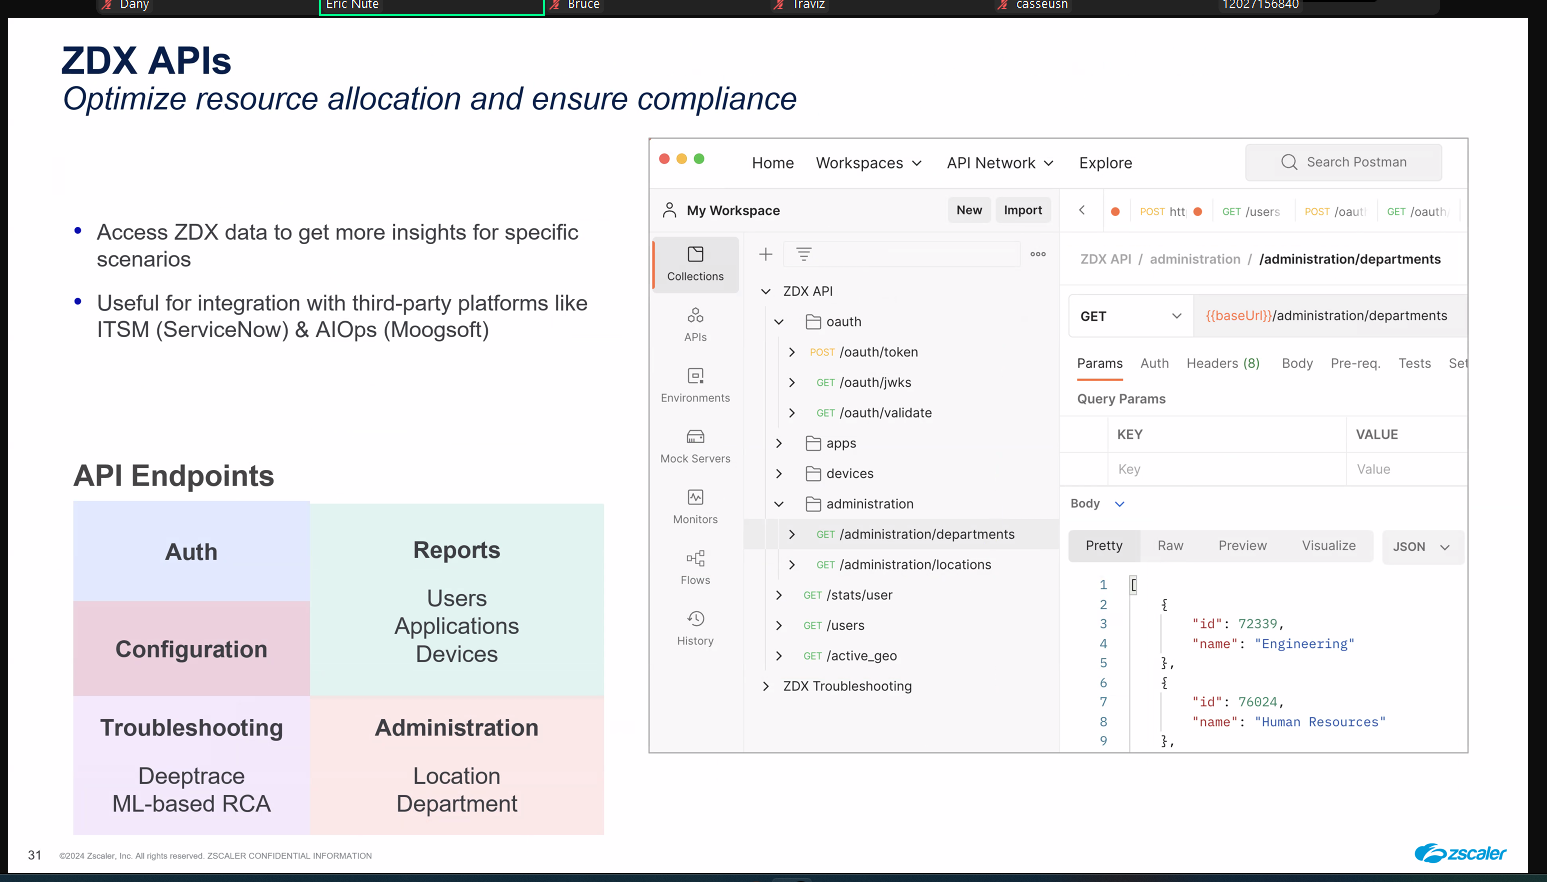 Dany
Eric Nute
Bruce
Traviz
casseusn
12027156840
ZDX APIs
Optimize resource allocation and ensure compliance
Access ZDX data to get more insights for specific
scenarios
Useful for integration with third-party platforms like
ITSM (ServiceNow) & AIOps (Moogsoft)
API Endpoints
Auth
Configuration
Reports
Users
Applications
Devices
Troubleshooting
Deeptrace
ML-based RCA
Administration
Location
Department
Home
Workspaces
API Network
Explore
Search Postman
My Workspace
New
Import
POST htt
GET /users
POST /oaut
GET /oauth
Collections
APIs
Environments
Mock Servers
Monitors
Flows
History
ZDX API
oauth
POST /oauth/token
GET /oauth/jwks
GET /oauth/validate
apps
devices
administration
GET /administration/departments
GET /administration/locations
GET /stats/user
GET /users
GET /active_geo
ZDX Troubleshooting
ZDX API / administration / /administration/departments
GET
{{baseUrl}}/administration/departments
Params Auth Headers (8) Body Pre-req. Tests Set
Query Params
KEY VALUE
Key Value
Body
Pretty Raw Preview Visualize JSON
1 [
2 {
3 "id": 72339,
4 "name": "Engineering"
5 },
6 {
7 "id": 76024,
8 "name": "Human Resources"
9 },
31
©2024 Zscaler, Inc. All rights reserved. ZSCALER CONFIDENTIAL INFORMATION
zscaler